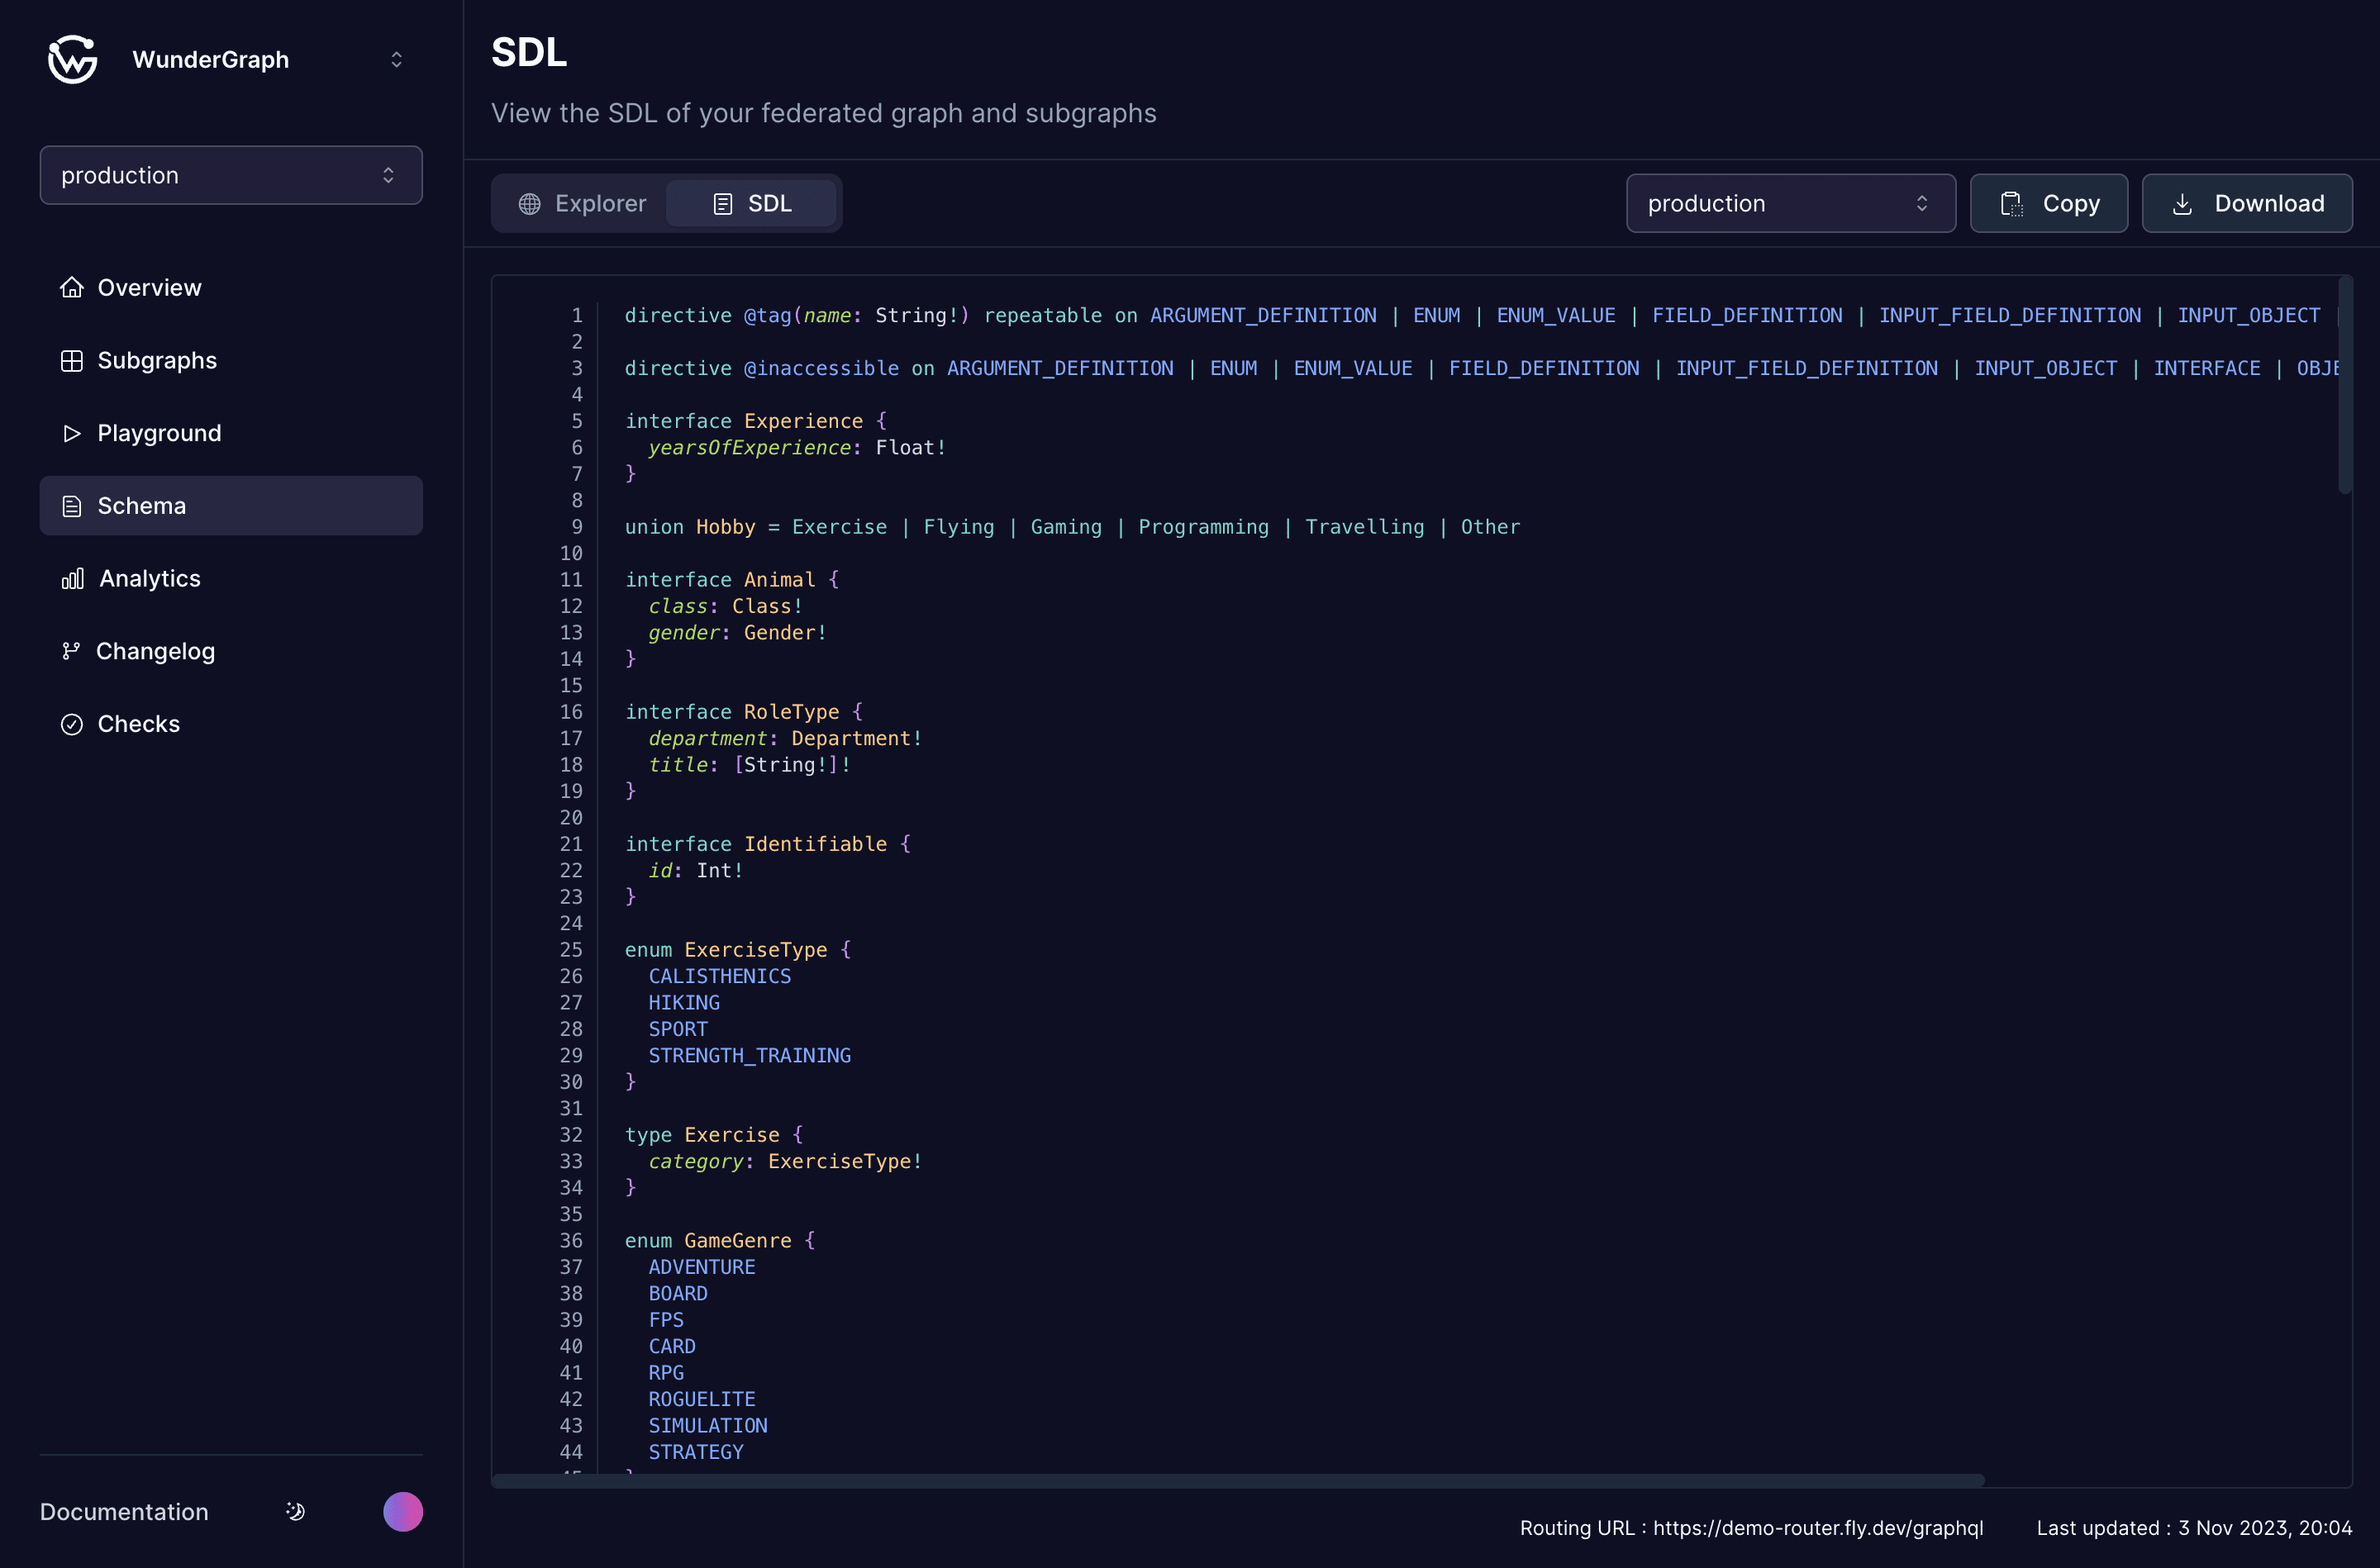 WunderGraph
production
Overview
Subgraphs
Playground
Schema
Analytics
Changelog
Checks
Documentation
SDL
View the SDL of your federated graph and subgraphs
Explorer SDL production Copy Download
1 directive @tag(name: String!) repeatable on ARGUMENT_DEFINITION | ENUM | ENUM_VALUE | FIELD_DEFINITION | INPUT_FIELD_DEFINITION | INPUT_OBJECT |
2
3 directive @inaccessible on ARGUMENT_DEFINITION | ENUM | ENUM_VALUE | FIELD_DEFINITION | INPUT_FIELD_DEFINITION | INPUT_OBJECT | INTERFACE | OBJE
4
5 interface Experience {
6   yearsOfExperience: Float!
7 }
8
9 union Hobby = Exercise | Flying | Gaming | Programming | Travelling | Other
10
11 interface Animal {
12   class: Class!
13   gender: Gender!
14 }
15
16 interface RoleType {
17   department: Department!
18   title: [String!]!
19 }
20
21 interface Identifiable {
22   id: Int!
23 }
24
25 enum ExerciseType {
26   CALISTHENICS
27   HIKING
28   SPORT
29   STRENGTH_TRAINING
30 }
31
32 type Exercise {
33   category: ExerciseType!
34 }
35
36 enum GameGenre {
37   ADVENTURE
38   BOARD
39   FPS
40   CARD
41   RPG
42   ROGUELITE
43   SIMULATION
44   STRATEGY
45 }
Routing URL : https://demo-router.fly.dev/graphql Last updated : 3 Nov 2023, 20:04